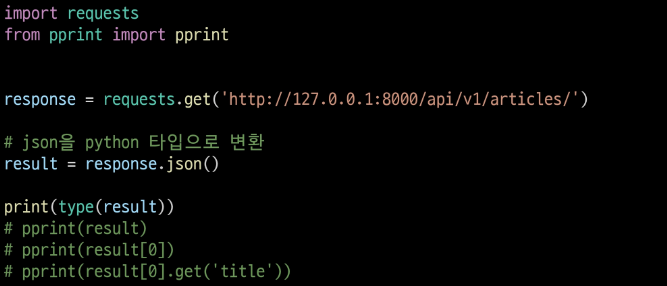 import requests
from pprint import pprint
response = requests.get('http://127.0.0.1:8000/api/v1/articles/')
# json을 python 타입으로 변환
result = response.json()
print(type(result))
# pprint(result)
# pprint(result[0])
# pprint(result[0].get('title'))